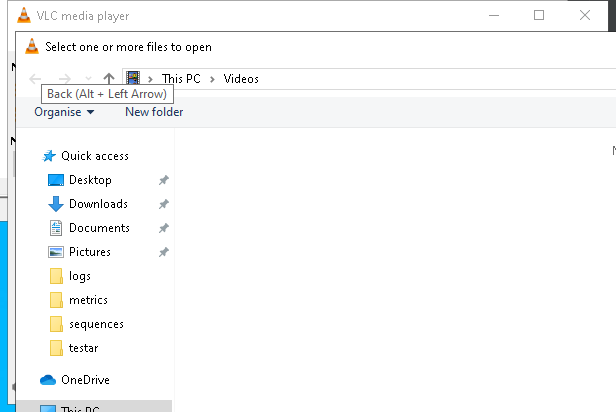 VLC media player
Select one or more files to open
This PC > Videos
Back (Alt + Left Arrow)
Organise New folder
Quick access
Desktop
Downloads
Documents
Pictures
logs
metrics
sequences
testar
OneDrive
This PC